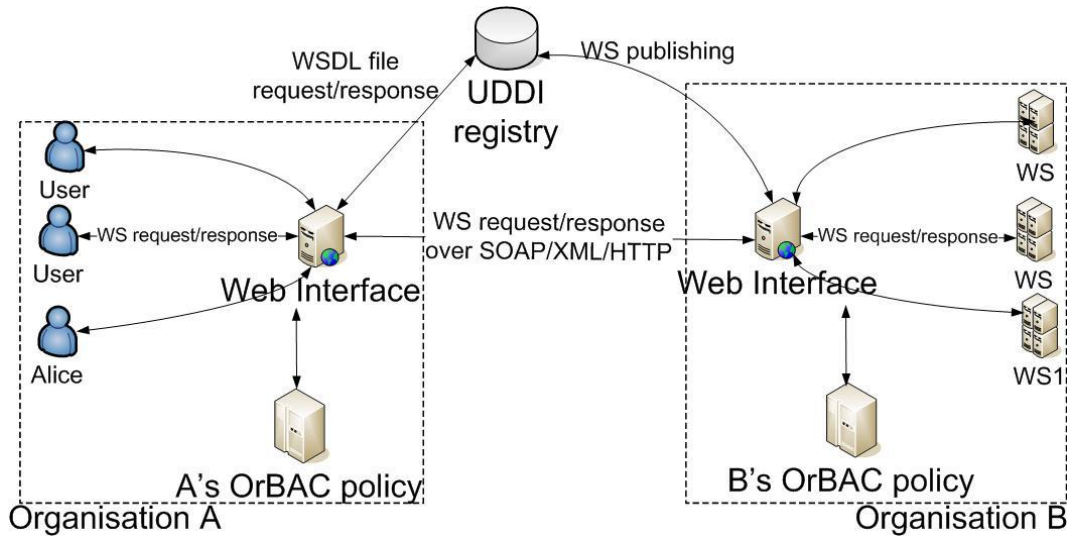 WSDL file
request/response
UDDI
registry
WS publishing
User
User
Alice
WS request/response
Web Interface
A's OrBAC policy
Organisation A
WS request/response
over SOAP/XML/HTTP
Web Interface
WS request/response
WS
WS
WS1
B's OrBAC policy
Organisation B